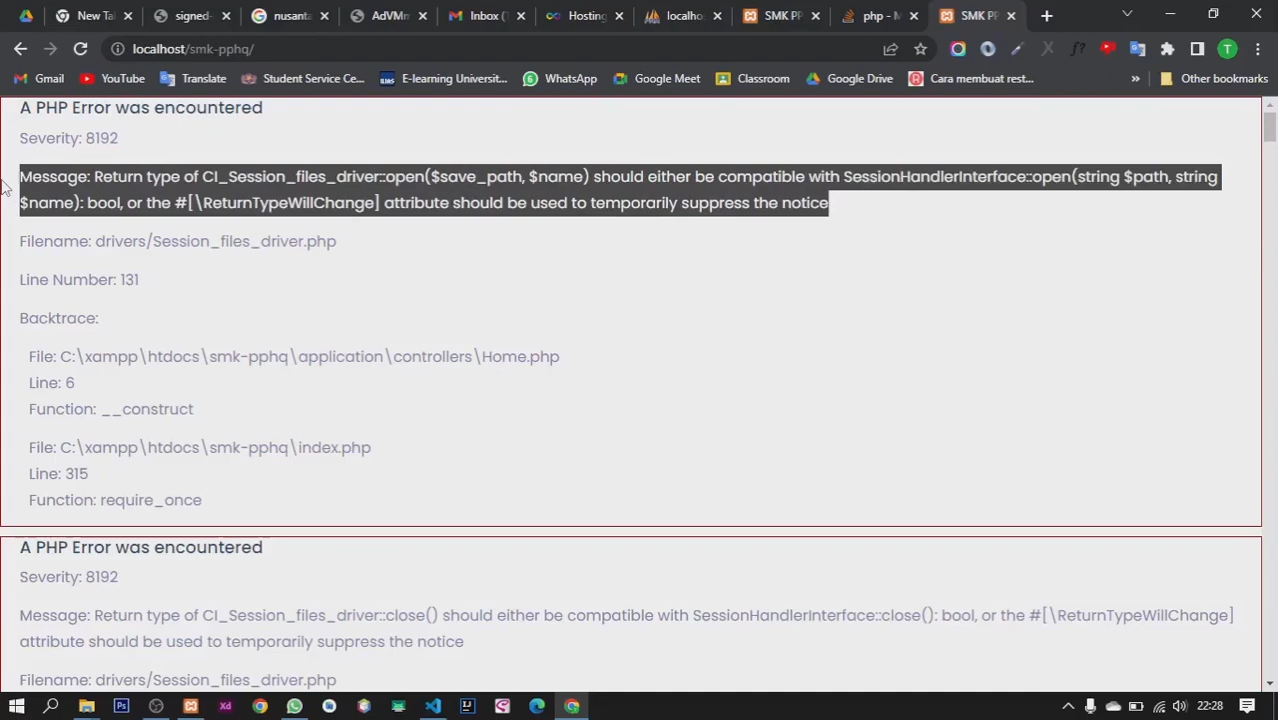 New Tal
signed-
nusanta
AdVMn
Inbox (1
Hosting
localho
SMK PP
php - M
SMK PP
localhost/smk-pphq/
T
Gmail
YouTube
Translate
Student Service Ce...
E-learning Universit...
WhatsApp
Google Meet
Classroom
Google Drive
Cara membuat rest...
»
Other bookmarks
A PHP Error was encountered
Severity: 8192
Message: Return type of CI_Session_files_driver::open($save_path, $name) should either be compatible with SessionHandlerInterface::open(string $path, string
$name): bool, or the #[\ReturnTypeWillChange] attribute should be used to temporarily suppress the notice
Filename: drivers/Session_files_driver.php
Line Number: 131
Backtrace:
File: C:\xampp\htdocs\smk-pphq\application\controllers\Home.php
Line: 6
Function: __construct
File: C:\xampp\htdocs\smk-pphq\index.php
Line: 315
Function: require_once
A PHP Error was encountered
Severity: 8192
Message: Return type of CI_Session_files_driver::close() should either be compatible with SessionHandlerInterface::close(): bool, or the #[\ReturnTypeWillChange]
attribute should be used to temporarily suppress the notice
Filename: drivers/Session_files_driver.php
22:28